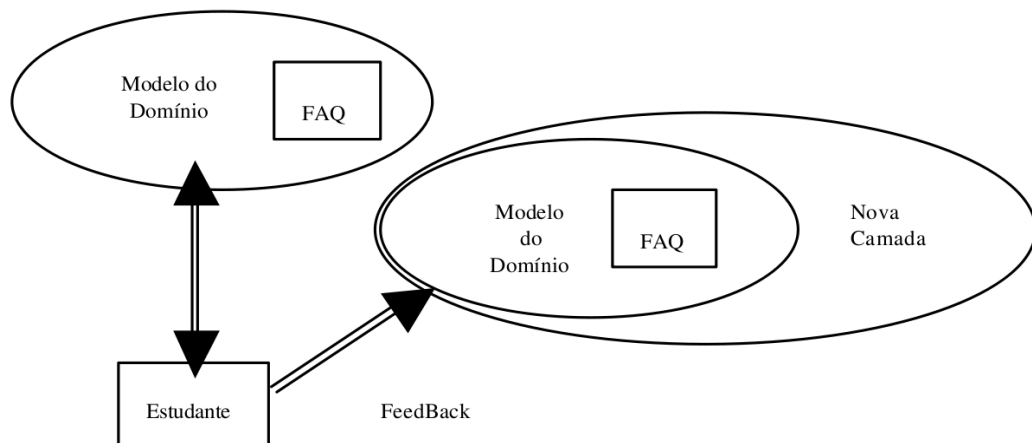 Modelo do
Domínio
FAQ
Modelo
do
Domínio
FAQ
Nova
Camada
Estudante
FeedBack